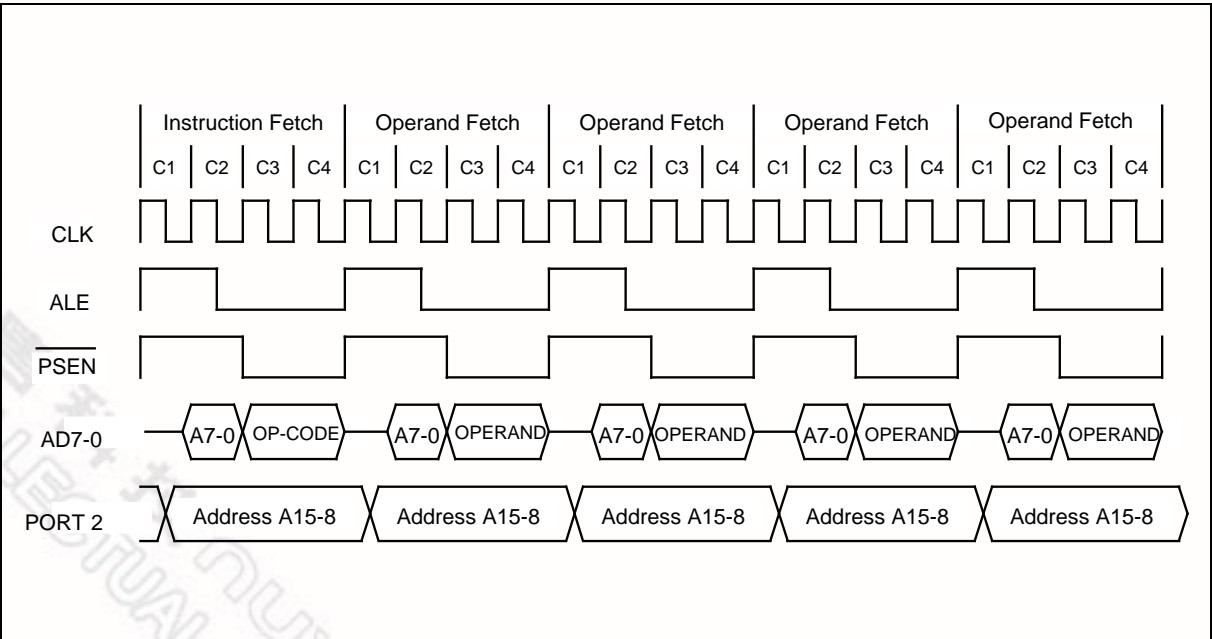 Instruction Fetch Operand Fetch Operand Fetch Operand Fetch Operand Fetch
C1 C2 C3 C4 C1 C2 C3 C4 C1 C2 C3 C4 C1 C2 C3 C4 C1 C2 C3 C4
CLK
ALE
PSEN
AD7-0 A7-0 OP-CODE A7-0 OPERAND A7-0 OPERAND A7-0 OPERAND A7-0 OPERAND
PORT 2 Address A15-8 Address A15-8 Address A15-8 Address A15-8 Address A15-8